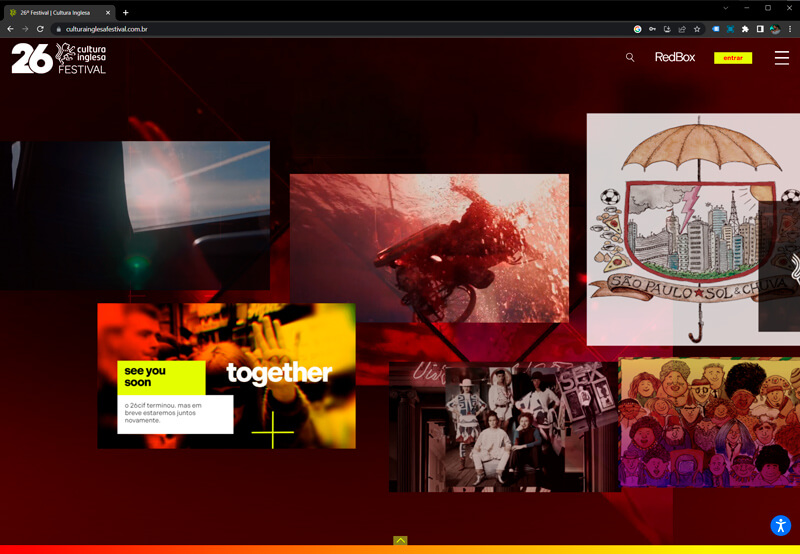 26º Festival | Cultura Inglesa
culturainglesafestival.com.br
26 cultura
inglesa
FESTIVAL
RedBox
entrar
SÃO PAULO ★ SOL & CHUVA
see you
soon
together
o 26cif terminou, mas em
breve estaremos juntos
novamente.
SEX